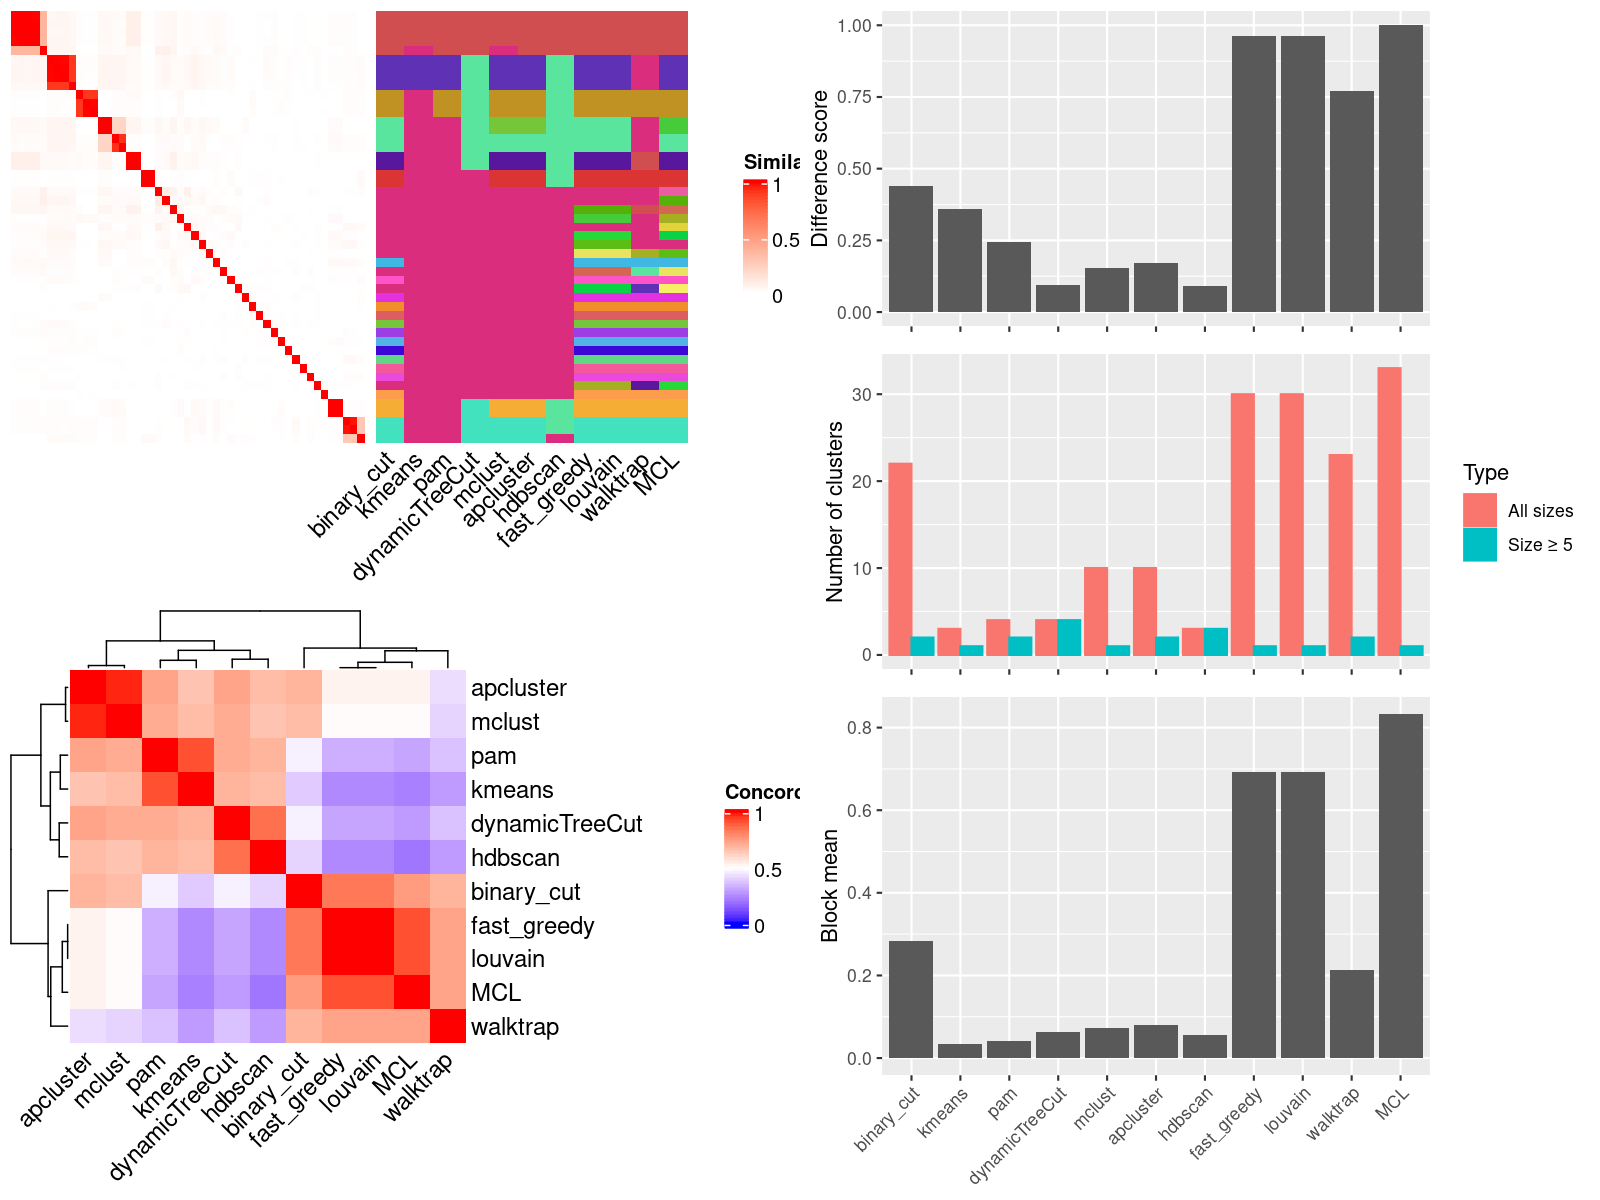 Simila
1
0.5
0
binary_cut
kmeans
pam
dynamicTreeCut
mclust
apcluster
hdbscan
fast_greedy
louvain
walktrap
MCL
Difference score
1.00
0.75
0.50
0.25
0.00
Number of clusters
30
20
10
0
Type
All sizes
Size ≥ 5
apcluster
mclust
pam
kmeans
dynamicTreeCut
hdbscan
binary_cut
fast_greedy
louvain
MCL
walktrap
apcluster
mclust
pam
kmeans
dynamicTreeCut
hdbscan
binary_cut
fast_greedy
louvain
MCL
walktrap
Concorc
1
0.5
0
Block mean
0.8
0.6
0.4
0.2
0.0
binary_cut
kmeans
pam
dynamicTreeCut
mclust
apcluster
hdbscan
fast_greedy
louvain
walktrap
MCL